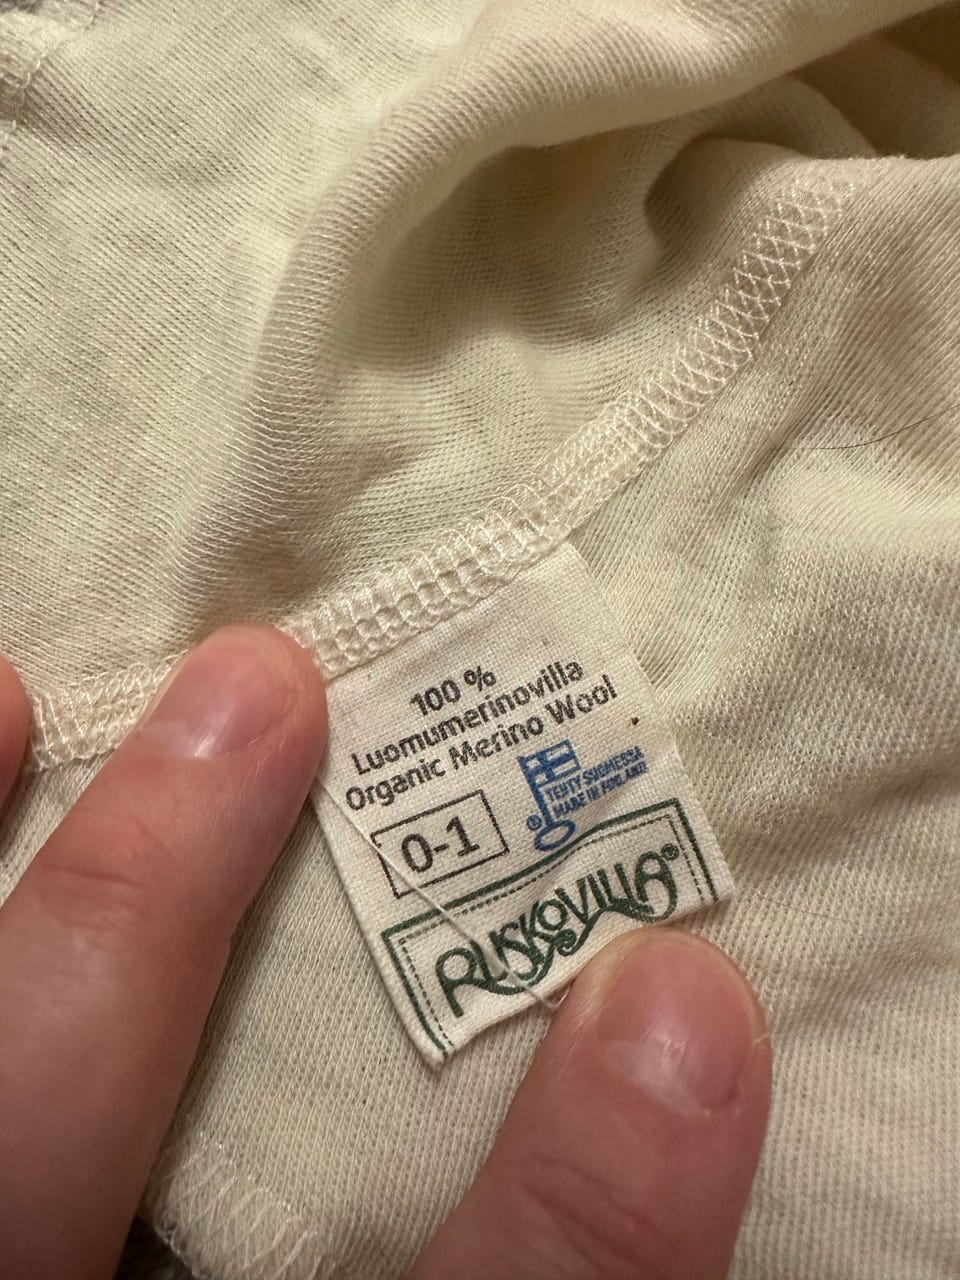 100 %
Luomumerinovilla
Organic Merino Wool
0-1
®
TEHTY SUOMESSA
MADE IN FINLAND
RUSKOVILLA®